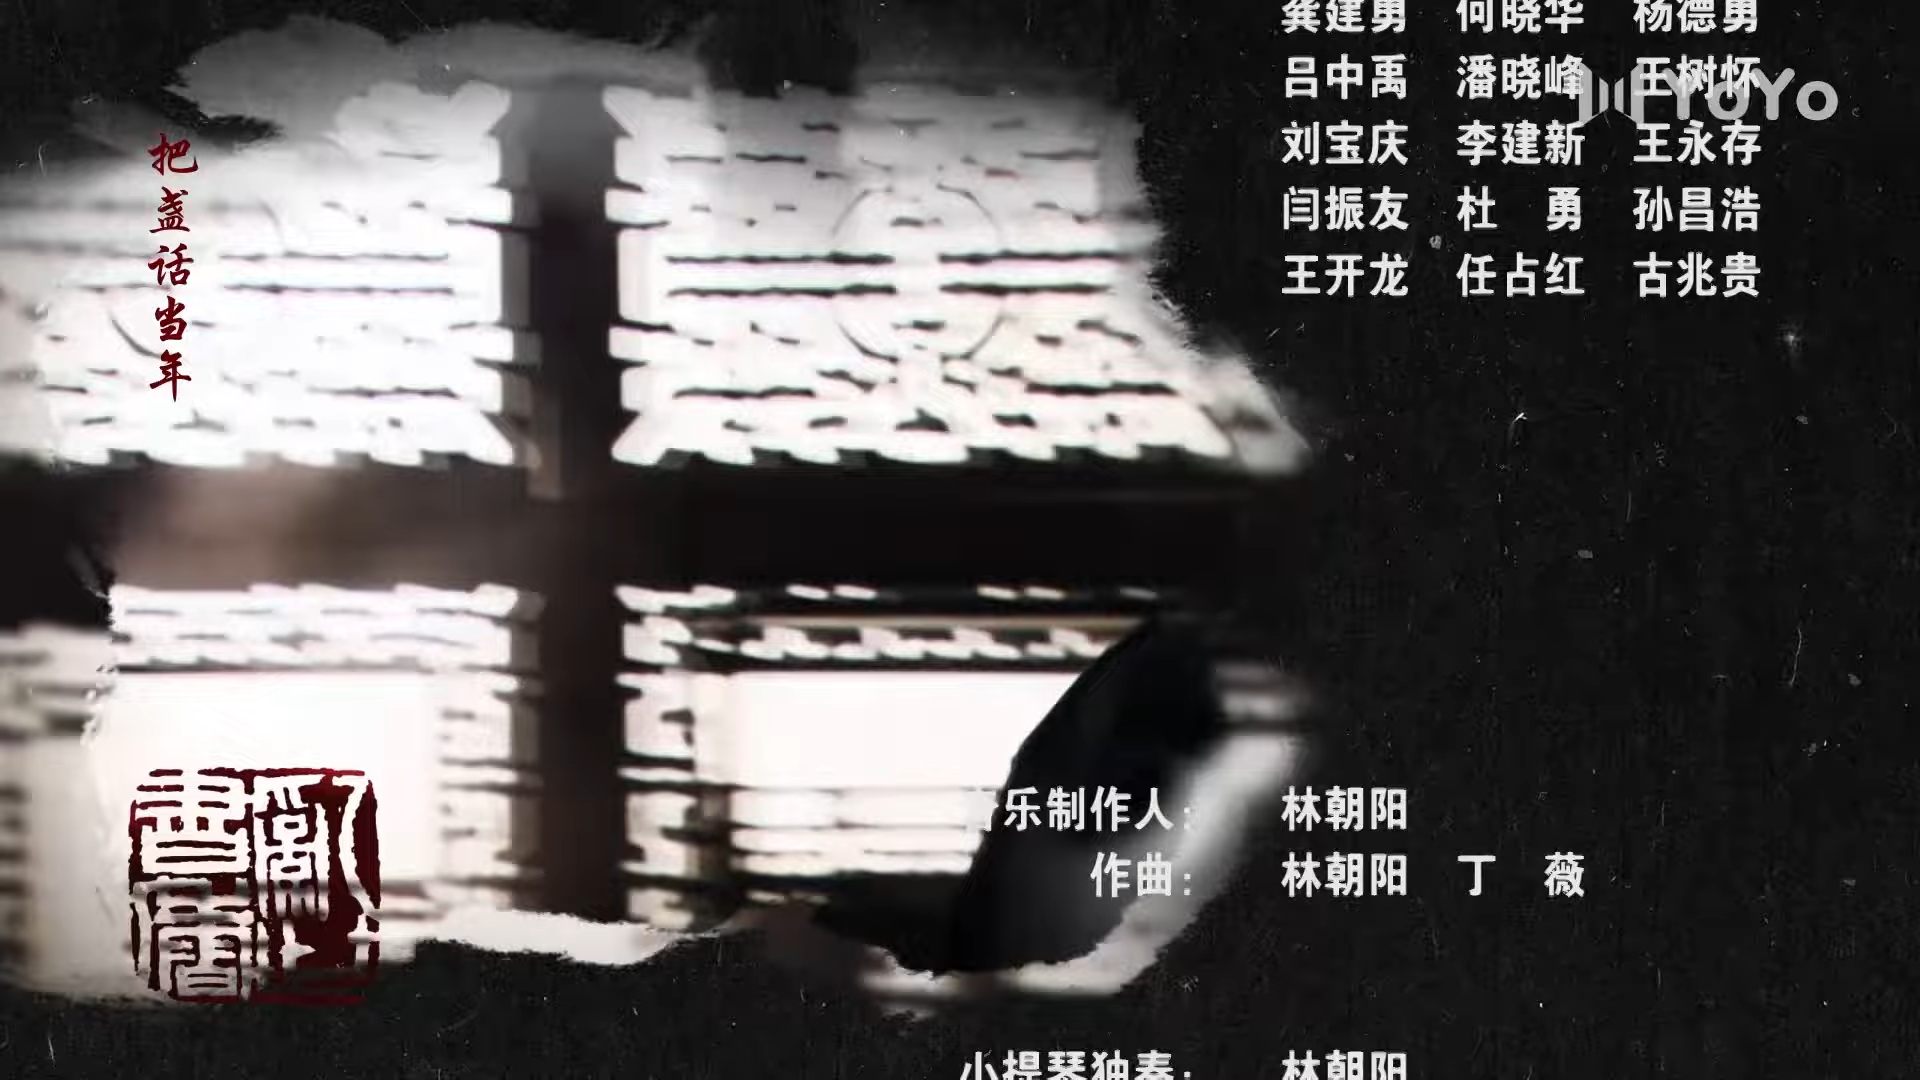 龚建勇 何晓华 杨德勇
吕中禹 潘晓峰 王树怀
YoYo
刘宝庆 李建新 王永存
闫振友 杜 勇 孙昌浩
王开龙 任占红 古兆贵
把盏话当年
音乐制作人： 林朝阳
作曲： 林朝阳 丁 薇
小提琴独奏： 林朝阳